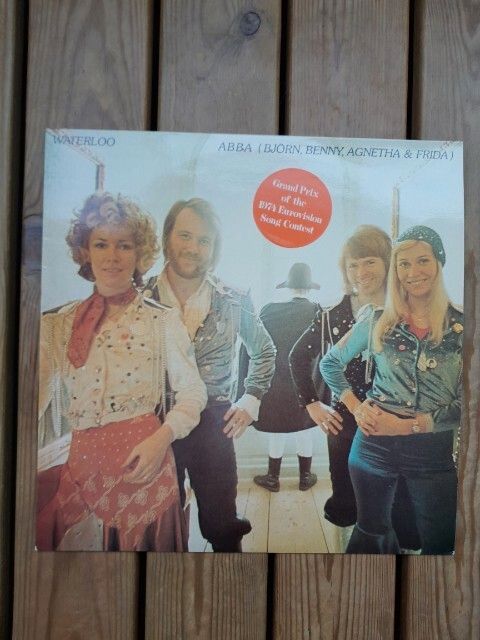 WATERLOO
ABBA (BJÖRN, BENNY, AGNETHA & FRIDA)
Grand Prix
of the
1974 Eurovision
Song Contest